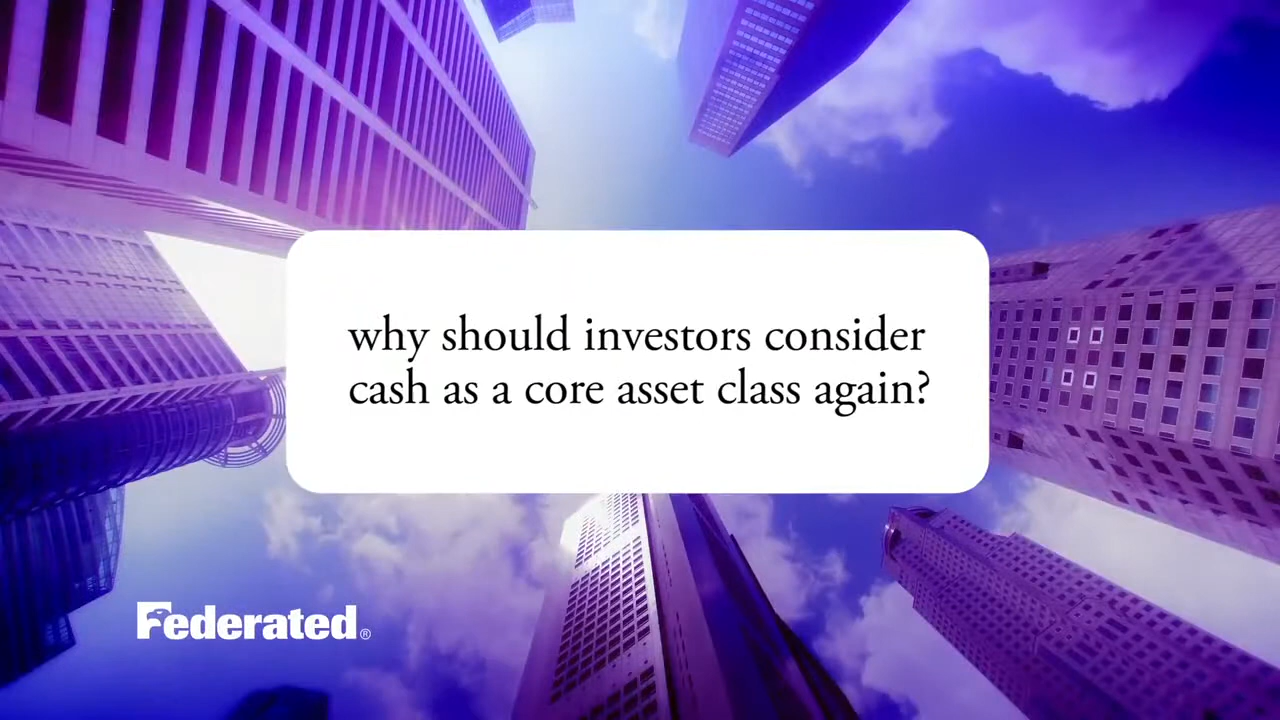 why should investors consider
cash as a core asset class again?
Federated®